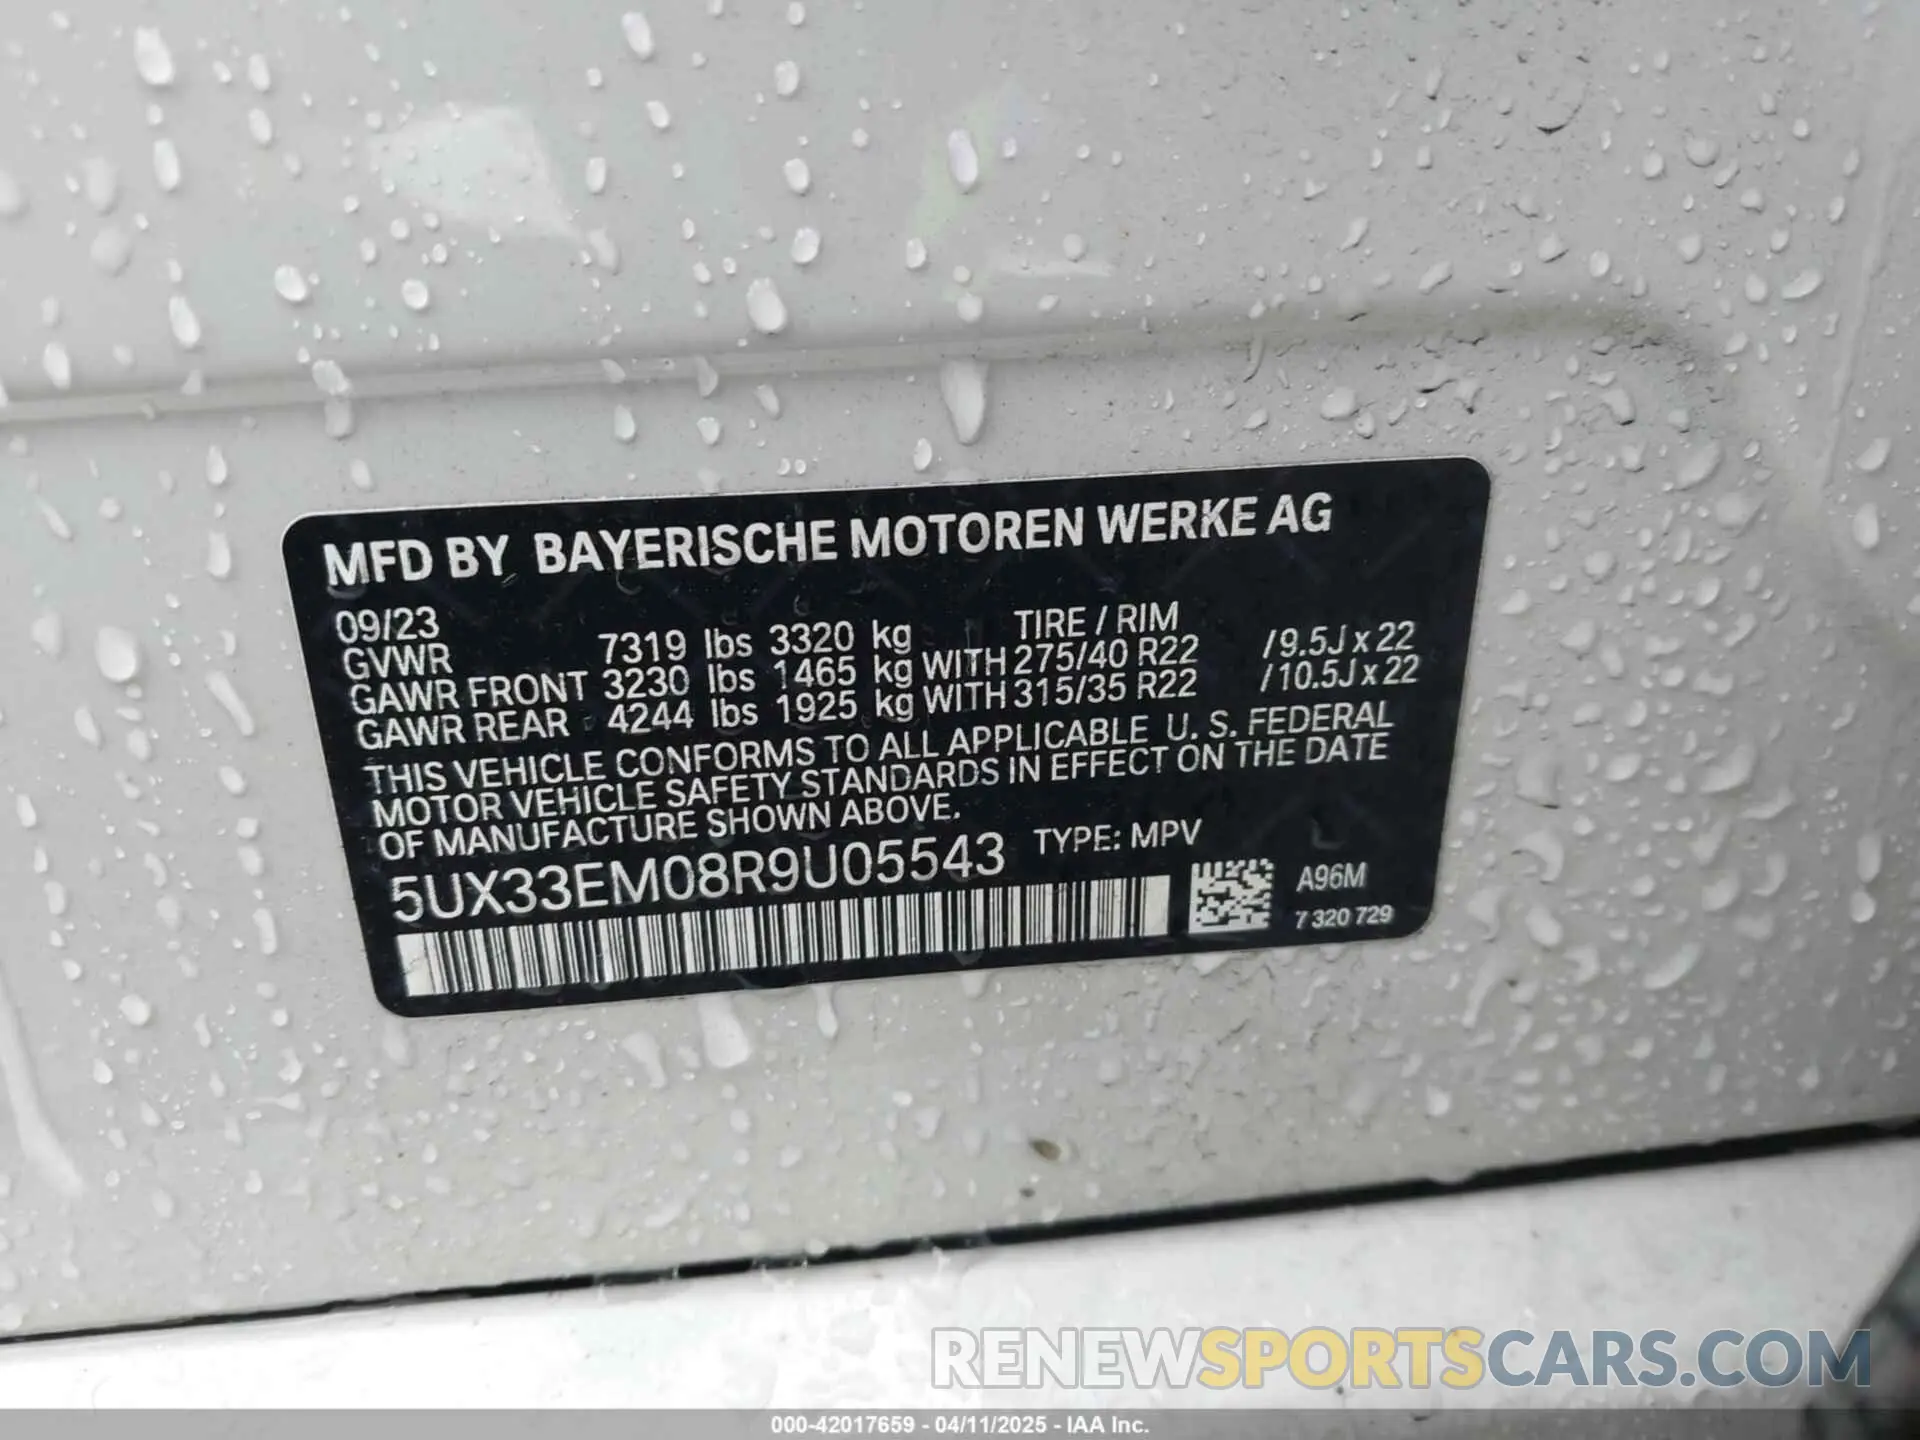 MFD BY BAYERISCHE MOTOREN WERKE AG
09/23
GVWR 7319 lbs 3320 kg TIRE / RIM
GAWR FRONT 3230 lbs 1465 kg WITH 275/40 R22 /9.5J x 22
GAWR REAR 4244 lbs 1925 kg WITH 315/35 R22 /10.5J x 22
THIS VEHICLE CONFORMS TO ALL APPLICABLE U. S. FEDERAL
MOTOR VEHICLE SAFETY STANDARDS IN EFFECT ON THE DATE
OF MANUFACTURE SHOWN ABOVE.
5UX33EM08R9U05543 TYPE: MPV
A96M
7 320 729
RENEWSPORTSCARS.COM
000-42017659 - 04/11/2025 - IAA Inc.